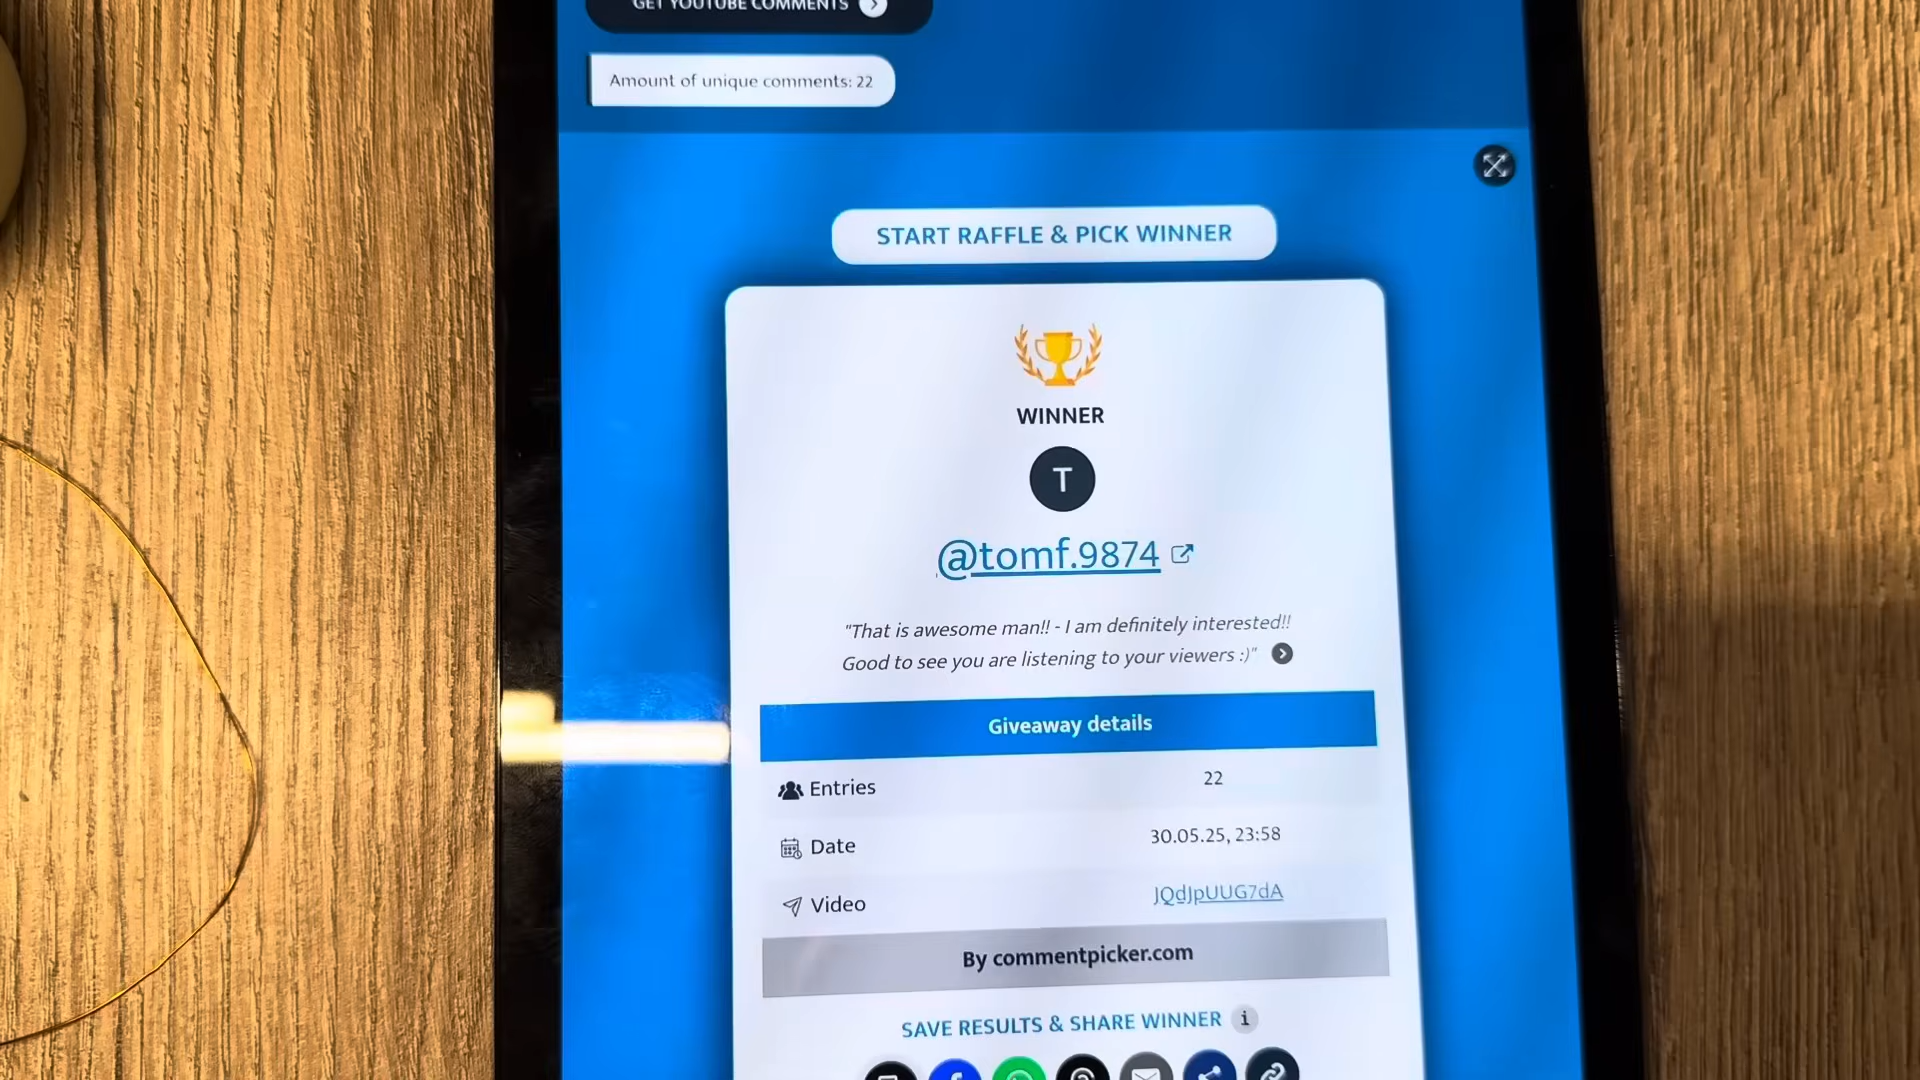 GET YOUTUBE COMMENTS
Amount of unique comments: 22
START RAFFLE & PICK WINNER
WINNER
T
@tomf.9874
"That is awesome man!! - I am definitely interested!!
Good to see you are listening to your viewers :)"
Giveaway details
Entries 22
Date 30.05.25, 23:58
Video JQdJpUUG7dA
By commentpicker.com
SAVE RESULTS & SHARE WINNER i